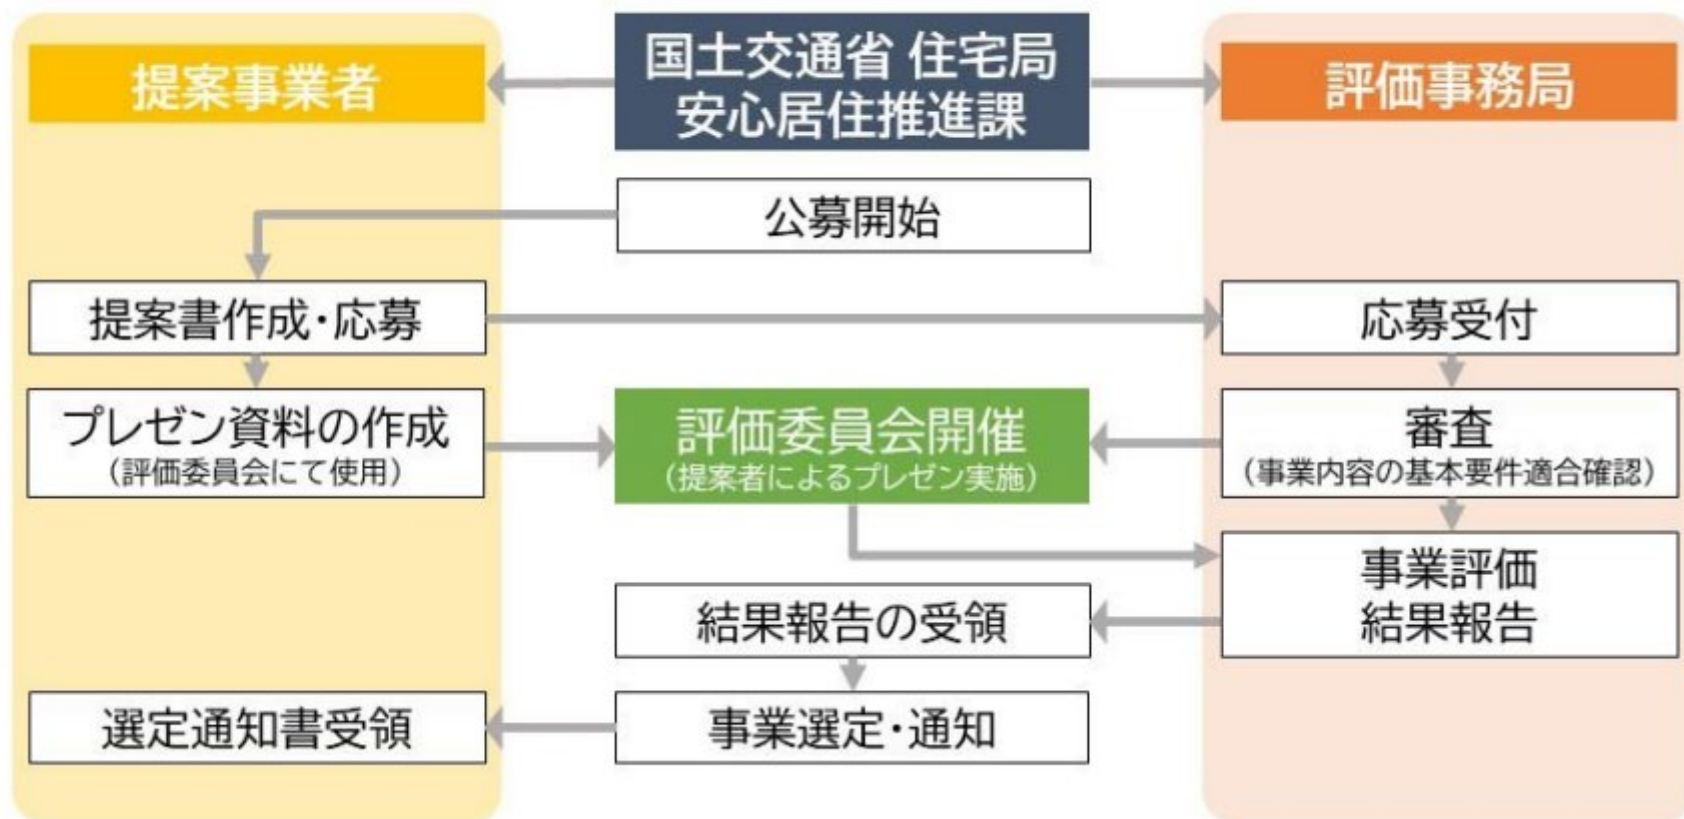 提案事業者
国土交通省 住宅局
安心居住推進課
評価事務局
公募開始
提案書作成・応募
応募受付
プレゼン資料の作成
(評価委員会にて使用)
評価委員会開催
(提案者によるプレゼン実施)
審査
(事業内容の基本要件適合確認)
事業評価
結果報告
結果報告の受領
選定通知書受領
事業選定・通知